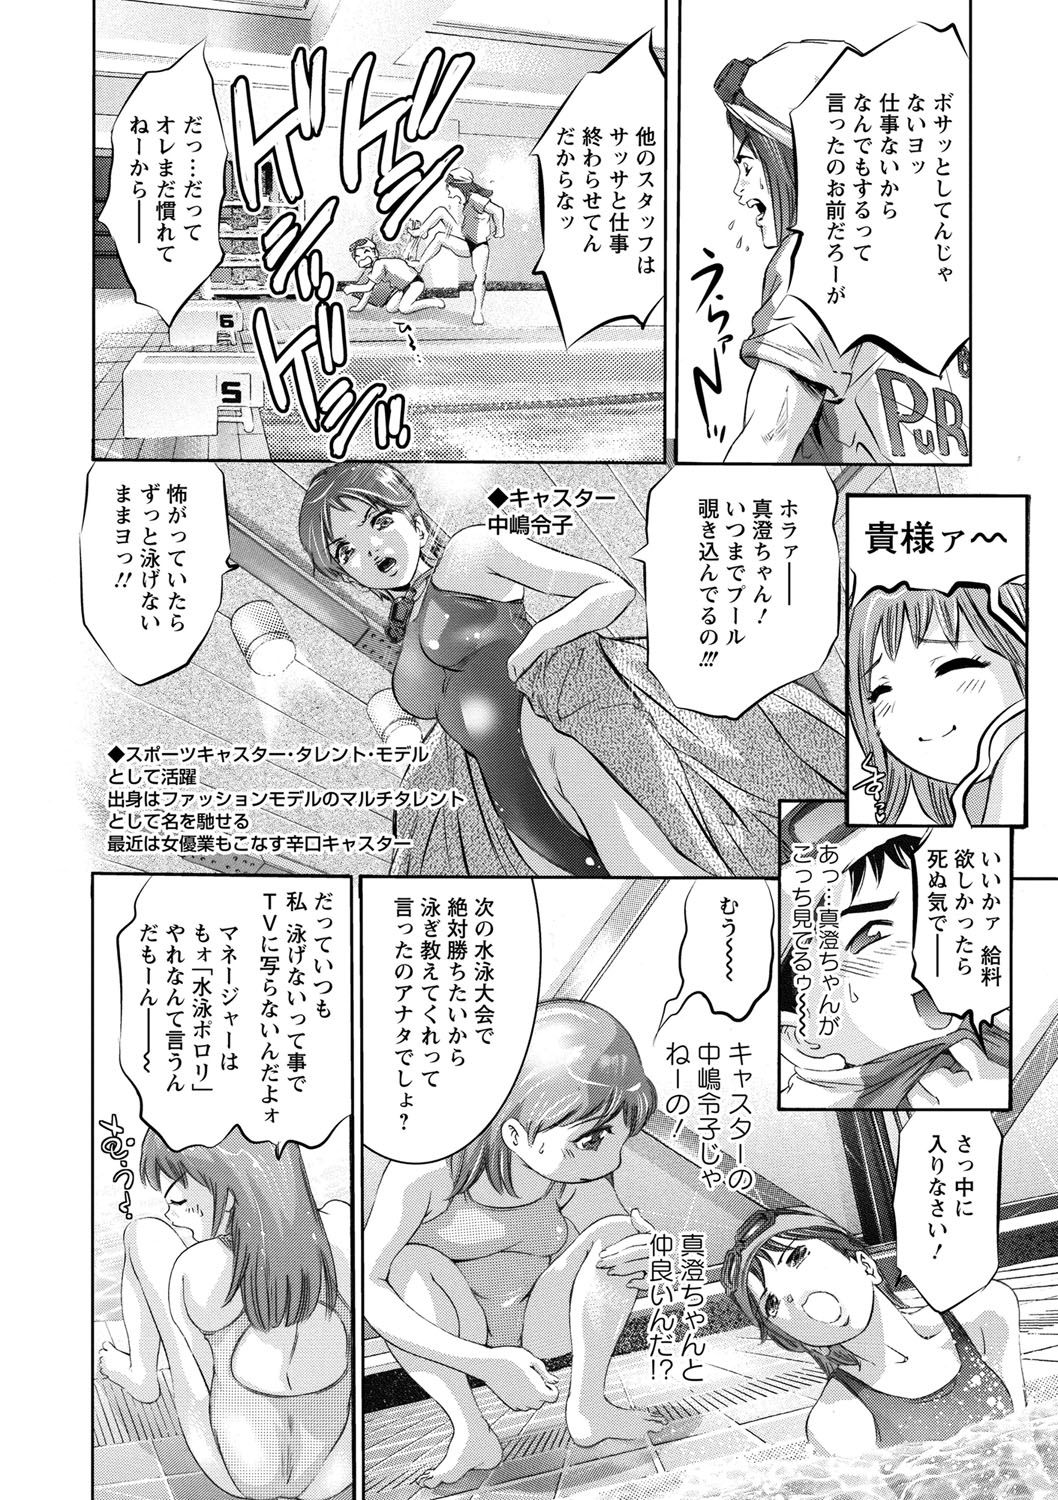 ボサッとしてんじゃ
ないヨッ
仕事ないから
なんでもするって
言ったのお前だろーが
うらァ
PuR
他のスタッフは
サッサと仕事
終わらせてん
だからなッ
ゲシッ
ゲシッ
ゲシッ
だっ…だって
オレまだ慣れて
ねーから――
ひ～…
6
5
貴様ァ～
ホラァ――
真澄ちゃん!
いつまでプール
覗き込んでるの!!!
◆キャスター
中嶋令子
怖がっていたら
ずっと泳げない
ままヨっ!!
◆スポーツキャスター・タレント・モデル
として活躍
出身はファッションモデルのマルチタレント
として名を馳せる
最近は女優業もこなす辛口キャスター
いいかァ 給料
欲しかったら
死ぬ気で――
あっ…真澄ちゃんが
こっち見てるゥ～
さっ中に
入りなさい!
むう～～
キャスターの
中嶋令子じゃ
ねーの!
真澄ちゃんと
仲良いんだ!?
次の水泳大会で
絶対勝ちたいから
泳ぎ教えてくれって
言ったのアナタでしょ?
だっていつも
私 泳げないって事で
TVに写らないんだよォ
マネージャーは
もォ「水泳ポロリ」
やれなんて言うん
だもーん――～